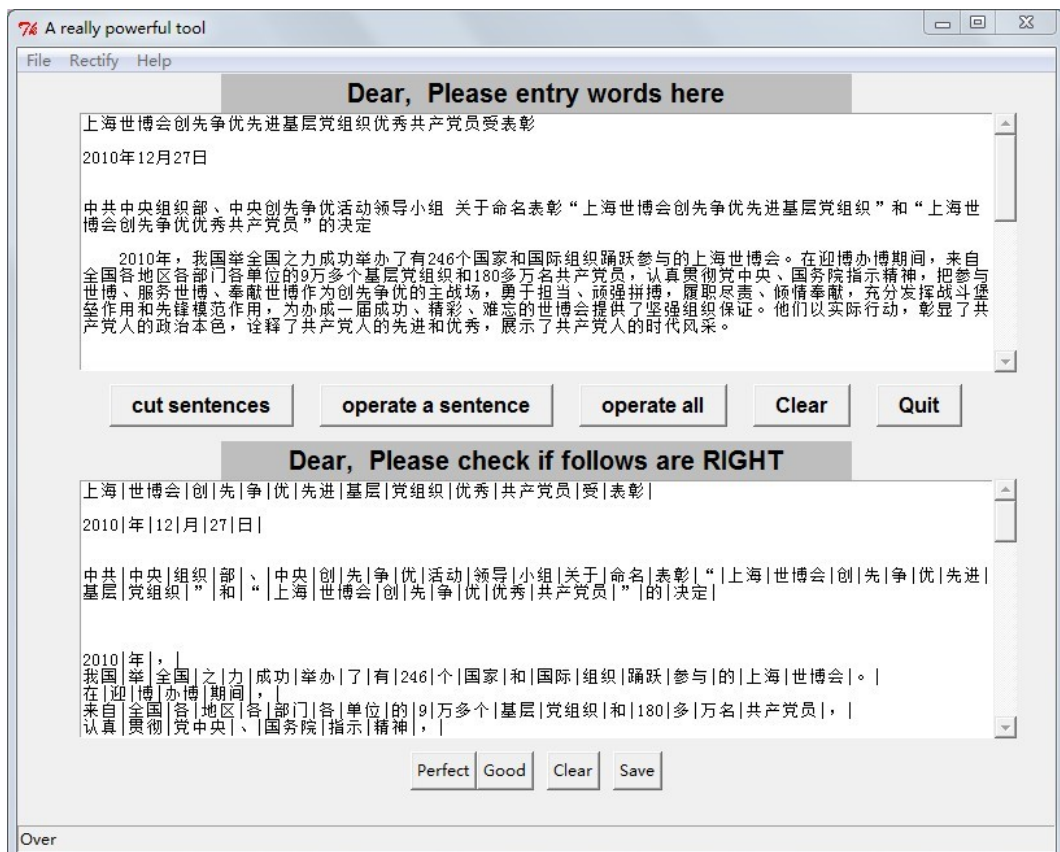 A really powerful tool
File Rectify Help
Dear, Please entry words here
上海世博会创先争优先进基层党组织优秀共产党员受表彰
2010年12月27日
中共中央组织部、中央创先争优活动领导小组 关于命名表彰“上海世博会创先争优先进基层党组织”和“上海世
博会创先争优优秀共产党员”的决定
2010年，我国举全国之力成功举办了有246个国家和国际组织踊跃参与的上海世博会。在迎博办博期间，来自
全国各地区各部门各单位的9万多个基层党组织和180多万名共产党员，认真贯彻党中央、国务院指示精神，把参与
世博、服务世博、奉献世博作为创先争优的主战场，勇于担当、顽强拼搏，履职尽责、倾情奉献，充分发挥战斗堡
垒作用和先锋模范作用，为办成一届成功、精彩、难忘的世博会提供了坚强组织保证。他们以实际行动，彰显了共
产党人的政治本色，诠释了共产党人的先进和优秀，展示了共产党人的时代风采。
cut sentences operate a sentence operate all Clear Quit
Dear, Please check if follows are RIGHT
上海|世博会|创|先|争|优|先进|基层|党组织|优秀|共产党员|受|表彰|
2010|年|12|月|27|日|
中共|中央|组织|部|、|中央|创|先|争|优|活动|领导|小组|关于|命名|表彰|“|上海|世博会|创|先|争|优|先进|
基层|党组织|”|和|“|上海|世博会|创|先|争|优|优秀|共产党员|”|的|决定|
2010|年|，|
我国|举|全国|之|力|成功|举办|了|有|246|个|国家|和|国际|组织|踊跃|参与|的|上海|世博会|。|
在|迎|博|办博|期间|，|
来自|全国|各|地区|各|部门|各|单位|的|9|万多个|基层|党组织|和|180|多|万名|共产党员|，|
认真|贯彻|党中央|、|国务院|指示|精神|，|
Perfect Good Clear Save
Over